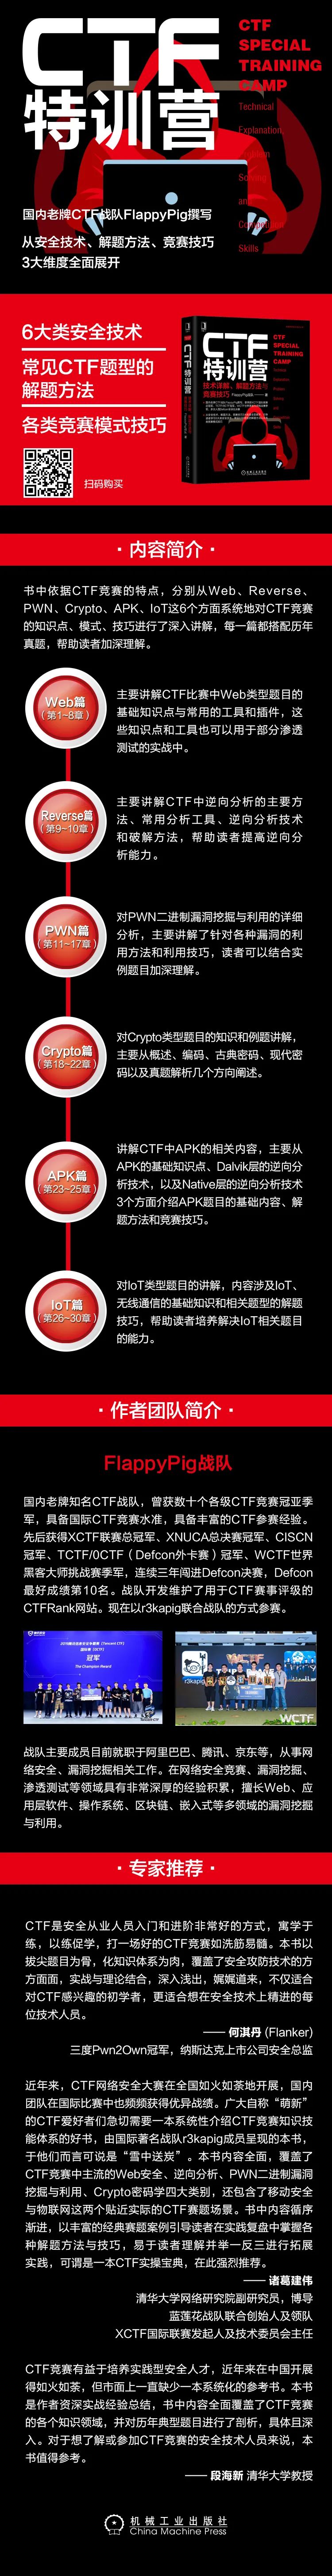 CTF
特训营
CTF
SPECIAL
TRAINING
CAMP
Technical
Explanation
and
Skills
国内老牌CTF战队FlappyPig撰写
从安全技术、解题方法、竞赛技巧
3大维度全面展开
6大类安全技术
常见CTF题型的
解题方法
各类竞赛模式技巧
扫码购买
CTF
特训营
技术详解、解题方法与
竞赛技巧
CTF
SPECIAL
TRAINING
CAMP
机械工业出版社
· 内容简介 ·
书中依据CTF竞赛的特点，分别从Web、Reverse、
PWN、Crypto、APK、IoT这6个方面系统地对CTF竞赛
的知识点、模式、技巧进行了深入讲解，每一篇都搭配历年
真题，帮助读者加深理解。
Web篇
（第1~8章）
主要讲解CTF比赛中Web类型题目的
基础知识点与常用的工具和插件，这
些知识点和工具也可以用于部分渗透
测试的实战中。
Reverse篇
（第9~10章）
主要讲解CTF中逆向分析的主要方
法、常用分析工具、逆向分析技术
和破解方法，帮助读者提高逆向分
析能力。
PWN篇
（第11~17章）
对PWN二进制漏洞挖掘与利用的详细
分析，主要讲解了针对各种漏洞的利
用方法和利用技巧，读者可以结合实
例题目加深理解。
Crypto篇
（第18~22章）
对Crypto类型题目的知识和例题讲解，
主要从概述、编码、古典密码、现代密
码以及真题解析几个方向阐述。
APK篇
（第23~25章）
讲解CTF中APK的相关内容，主要从
APK的基础知识点、Dalvik层的逆向分
析技术，以及Native层的逆向分析技术
3个方面介绍APK题目的基础内容、解
题方法和竞赛技巧。
IoT篇
（第26~30章）
对IoT类型题目的讲解，内容涉及IoT、
无线通信的基础知识和相关题型的解题
技巧，帮助读者培养解决IoT相关题目
的能力。
· 作者团队简介 ·
FlappyPig战队
国内老牌知名CTF战队，曾获数十个各级CTF竞赛冠亚季
军，具备国际CTF竞赛水准，具备丰富的CTF参赛经验。
先后获得XCTF联赛总冠军、XNUCA总决赛冠军、CISCN
冠军、TCTF/0CTF（Defcon外卡赛）冠军、WCTF世界
黑客大师挑战赛季军，连续三年闯进Defcon决赛，Defcon
最好成绩第10名。战队开发维护了用于CTF赛事评级的
CTFRank网站。现在以r3kapig联合战队的方式参赛。
冠军
The Champion Award
WCTF
r3kapig
WCTF
战队主要成员目前就职于阿里巴巴、腾讯、京东等，从事网
络安全、漏洞挖掘相关工作。在网络安全竞赛、漏洞挖掘、
渗透测试等领域具有非常深厚的经验积累，擅长Web、应
用层软件、操作系统、区块链、嵌入式等多领域的漏洞挖掘
与利用。
· 专家推荐 ·
CTF是安全从业人员入门和进阶非常好的方式，寓学于
练，以练促学，打一场好的CTF竞赛如洗筋易髓。本书以
拔尖题目为骨，化知识体系为肉，覆盖了安全攻防技术的方
方面面，实战与理论结合，深入浅出，娓娓道来，不仅适合
对CTF感兴趣的初学者，更适合想在安全技术上精进的每
位技术人员。
—— 何淇丹 (Flanker)
三度Pwn2Own冠军，纳斯达克上市公司安全总监
近年来，CTF网络安全大赛在全国如火如荼地开展，国内
团队在国际比赛中也频频获得优异战绩。广大自称“萌新”
的CTF爱好者们急切需要一本系统性介绍CTF竞赛知识技
能体系的好书，由国际著名战队r3kapig成员呈现的本书，
于他们而言可说是“雪中送炭”。本书内容全面，覆盖了
CTF竞赛中主流的Web安全、逆向分析、PWN二进制漏洞
挖掘与利用、Crypto密码学四大类别，还包含了移动安全
与物联网这两个贴近实际的CTF赛题场景。书中内容循序
渐进，以丰富的经典赛题案例引导读者在实践复盘中掌握各
种解题方法与技巧，易于读者理解并举一反三进行拓展
实践，可谓是一本CTF实操宝典，在此强烈推荐。
—— 诸葛建伟
清华大学网络研究院副研究员，博导
蓝莲花战队联合创始人及领队
XCTF国际联赛发起人及技术委员会主任
CTF竞赛有益于培养实践型安全人才，近年来在中国开展
得如火如荼，但市面上一直缺少一本系统化的参考书。本书
是作者资深实战经验总结，书中内容全面覆盖了CTF竞赛
的各个知识领域，并对历年典型题目进行了剖析，具体目深
入。对于想了解或参加CTF竞赛的安全技术人员来说，本
书值得参考。
—— 段海新 清华大学教授
机械工业出版社
China Machine Press